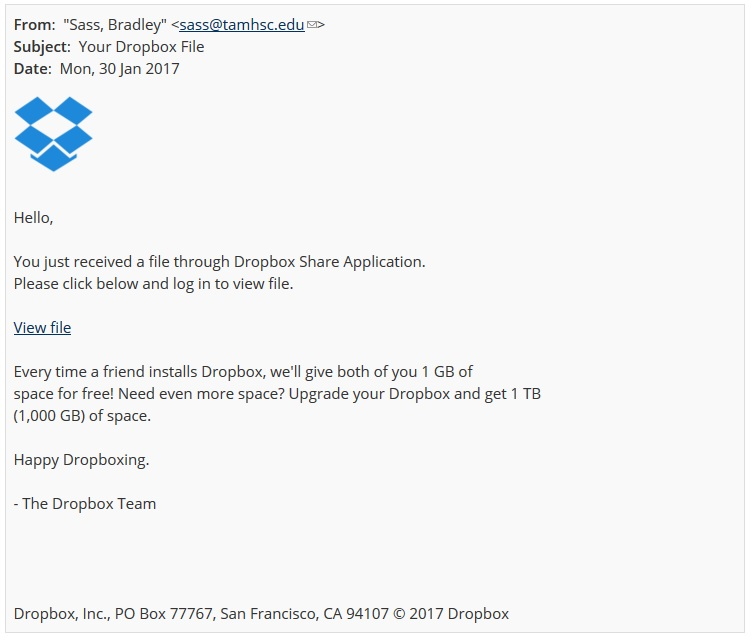 From: "Sass, Bradley" <sass@tamhsc.edu>
Subject: Your Dropbox File
Date: Mon, 30 Jan 2017
Hello,
You just received a file through Dropbox Share Application.
Please click below and log in to view file.
View file
Every time a friend installs Dropbox, we'll give both of you 1 GB of
space for free! Need even more space? Upgrade your Dropbox and get 1 TB
(1,000 GB) of space.
Happy Dropboxing.
- The Dropbox Team
Dropbox, Inc., PO Box 77767, San Francisco, CA 94107 © 2017 Dropbox